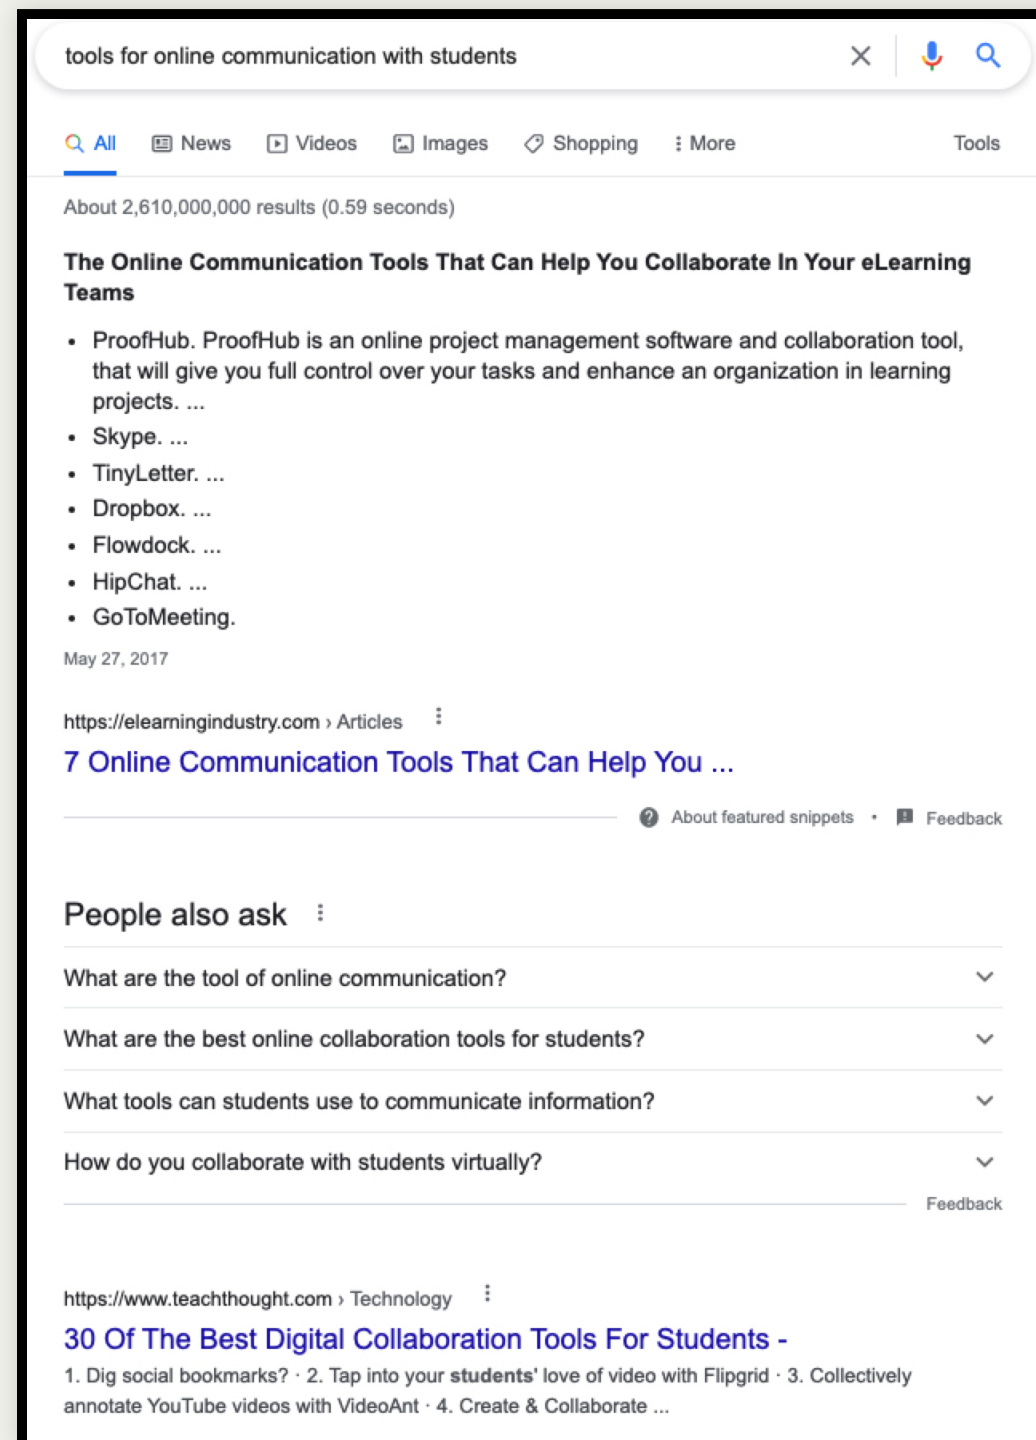 tools for online communication with students
All News Videos Images Shopping More Tools
About 2,610,000,000 results (0.59 seconds)
The Online Communication Tools That Can Help You Collaborate In Your eLearning
Teams
• ProofHub. ProofHub is an online project management software and collaboration tool,
that will give you full control over your tasks and enhance an organization in learning
projects. ...
• Skype. ...
• TinyLetter. ...
• Dropbox. ...
• Flowdock. ...
• HipChat. ...
• GoToMeeting.
May 27, 2017
https://elearningindustry.com › Articles
7 Online Communication Tools That Can Help You ...
About featured snippets • Feedback
People also ask
What are the tool of online communication?
What are the best online collaboration tools for students?
What tools can students use to communicate information?
How do you collaborate with students virtually?
Feedback
https://www.teachthought.com › Technology
30 Of The Best Digital Collaboration Tools For Students -
1. Dig social bookmarks? · 2. Tap into your students' love of video with Flipgrid · 3. Collectively
annotate YouTube videos with VideoAnt · 4. Create & Collaborate ...